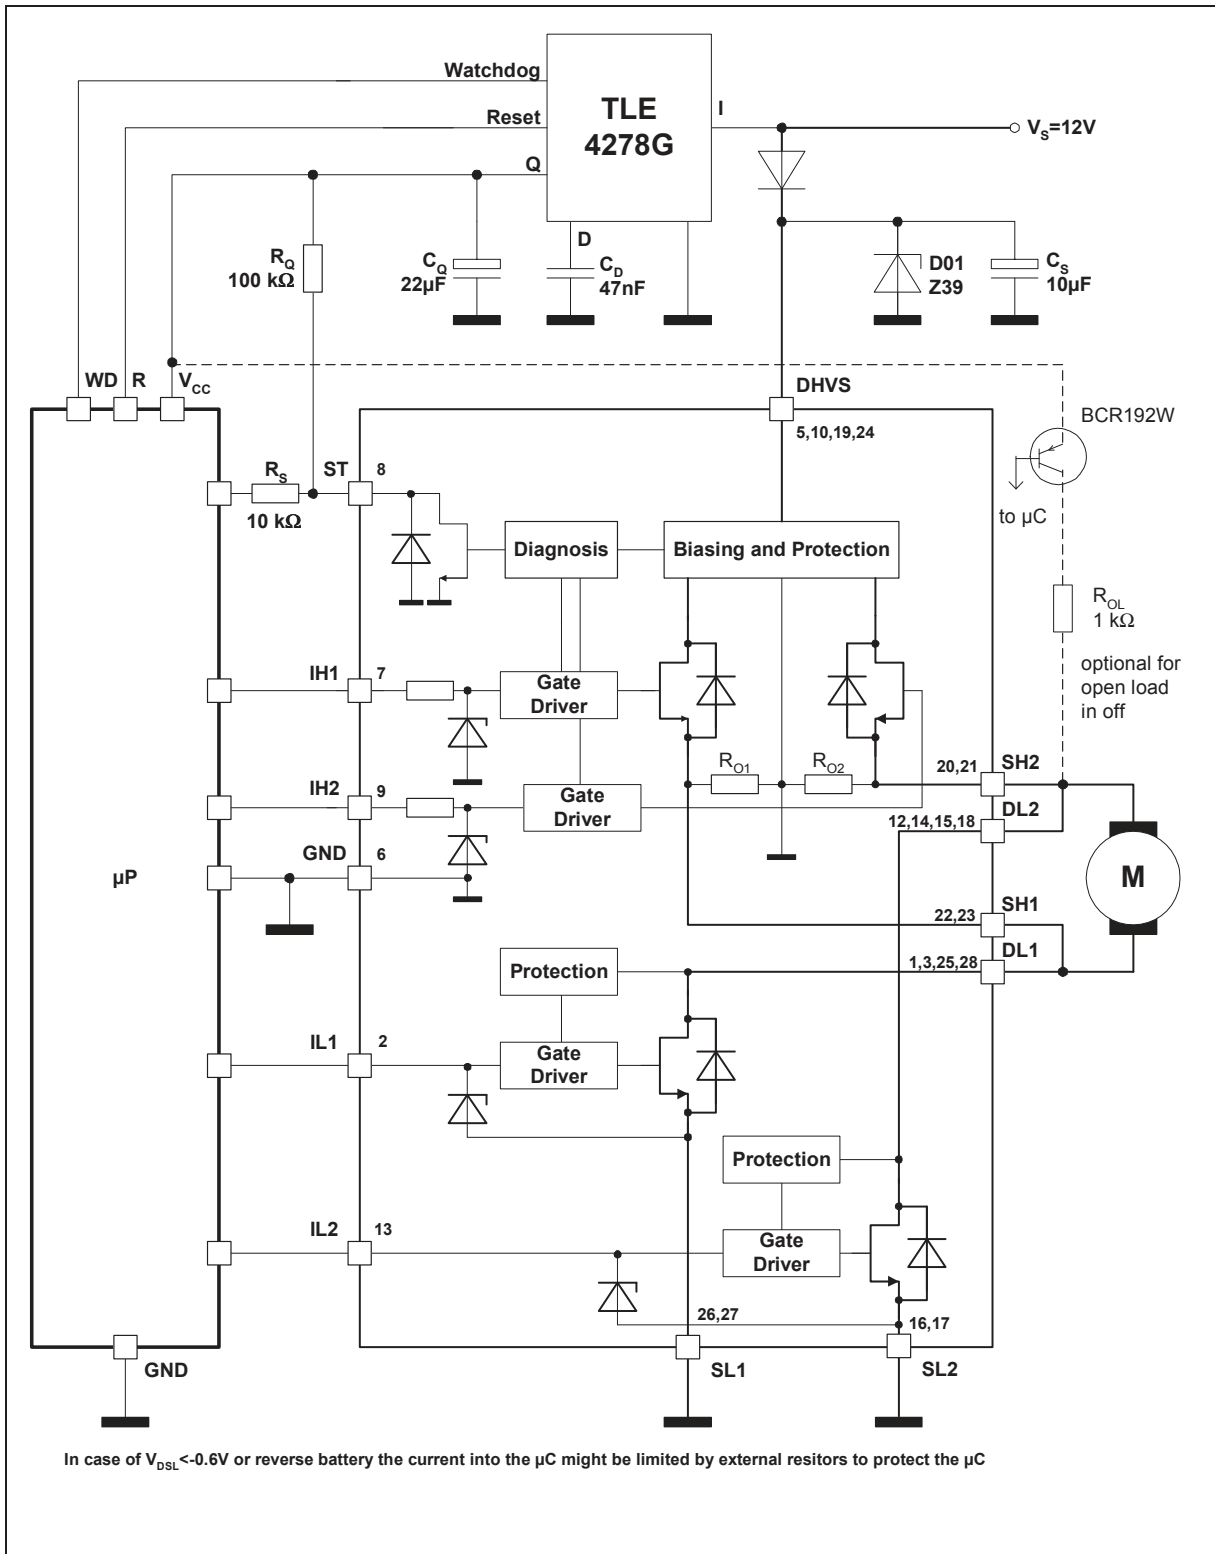 Watchdog
TLE
4278G
I
Reset
V_S=12V
Q
D
R_Q
100 kΩ
C_Q
22µF
C_D
47nF
D01
Z39
C_S
10µF
WD
R
V_CC
DHVS
5,10,19,24
BCR192W
R_S
10 kΩ
ST
8
to µC
Diagnosis
Biasing and Protection
R_OL
1 kΩ
optional for
open load
in off
IH1
7
Gate
Driver
R_O1
R_O2
20,21
SH2
IH2
9
Gate
Driver
12,14,15,18
DL2
GND
6
µP
M
22,23
SH1
Protection
1,3,25,28
DL1
IL1
2
Gate
Driver
Protection
IL2
13
Gate
Driver
26,27
16,17
GND
SL1
SL2
In case of V_DSL<-0.6V or reverse battery the current into the µC might be limited by external resitors to protect the µC